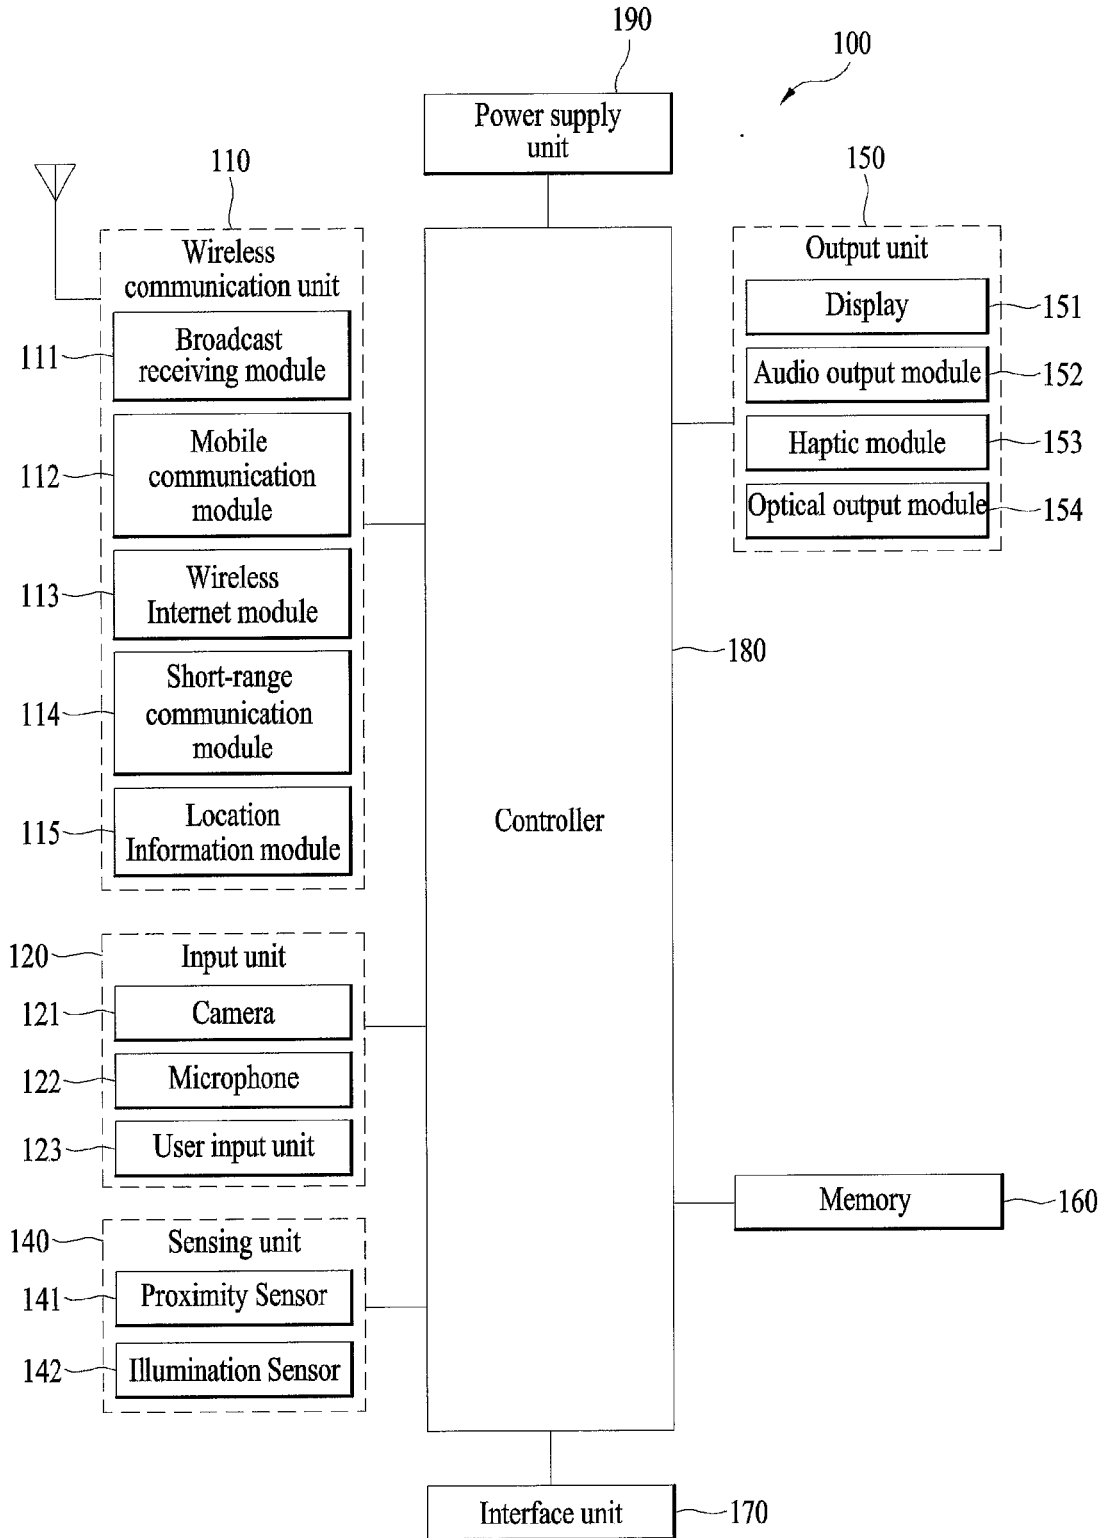 190
100
Power supply
unit
110
150
Wireless
communication unit
111
Broadcast
receiving module
112
Mobile
communication
module
113
Wireless
Internet module
114
Short-range
communication
module
115
Location
Information module
120
Input unit
121
Camera
122
Microphone
123
User input unit
140
Sensing unit
141
Proximity Sensor
142
Illumination Sensor
Controller
180
Output unit
Display
151
Audio output module
152
Haptic module
153
Optical output module
154
Memory
160
Interface unit
170